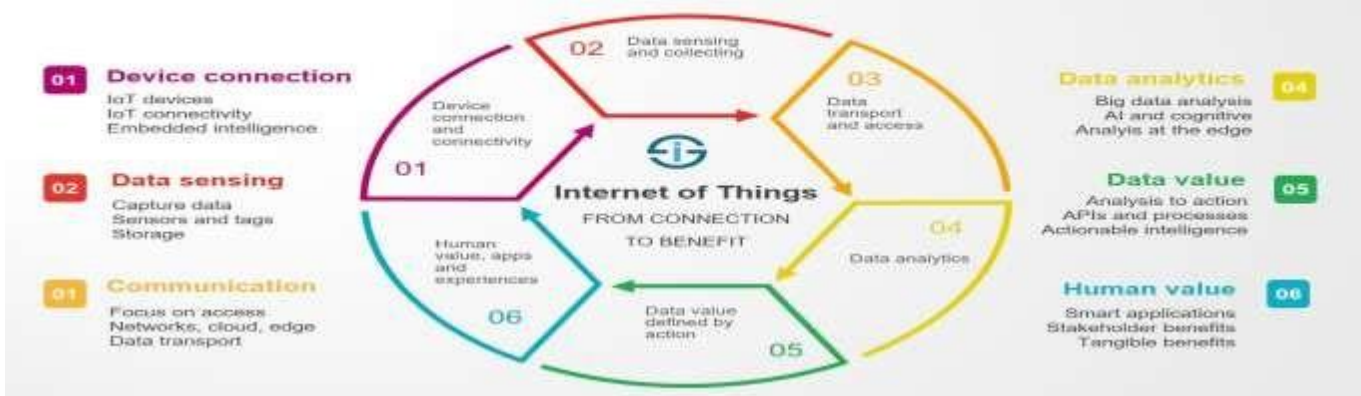 01 Device connection
IoT devices
IoT connectivity
Embedded intelligence
02 Data sensing
Capture data
Sensors and tags
Storage
01 Communication
Focus on access
Networks, cloud, edge
Data transport
02 Data sensing
and collecting
03
Data
transport
and access
Device
connection
and
connectivity
01
Internet of Things
FROM CONNECTION
TO BENEFIT
04
Data analytics
Human
value, apps
and
experiences
06
Data value
defined by
action
05
Data analytics 04
Big data analysis
AI and cognitive
Analyis at the edge
Data value 05
Analysis to action
APIs and processes
Actionable intelligence
Human value 06
Smart applications
Stakeholder benefits
Tangible benefits